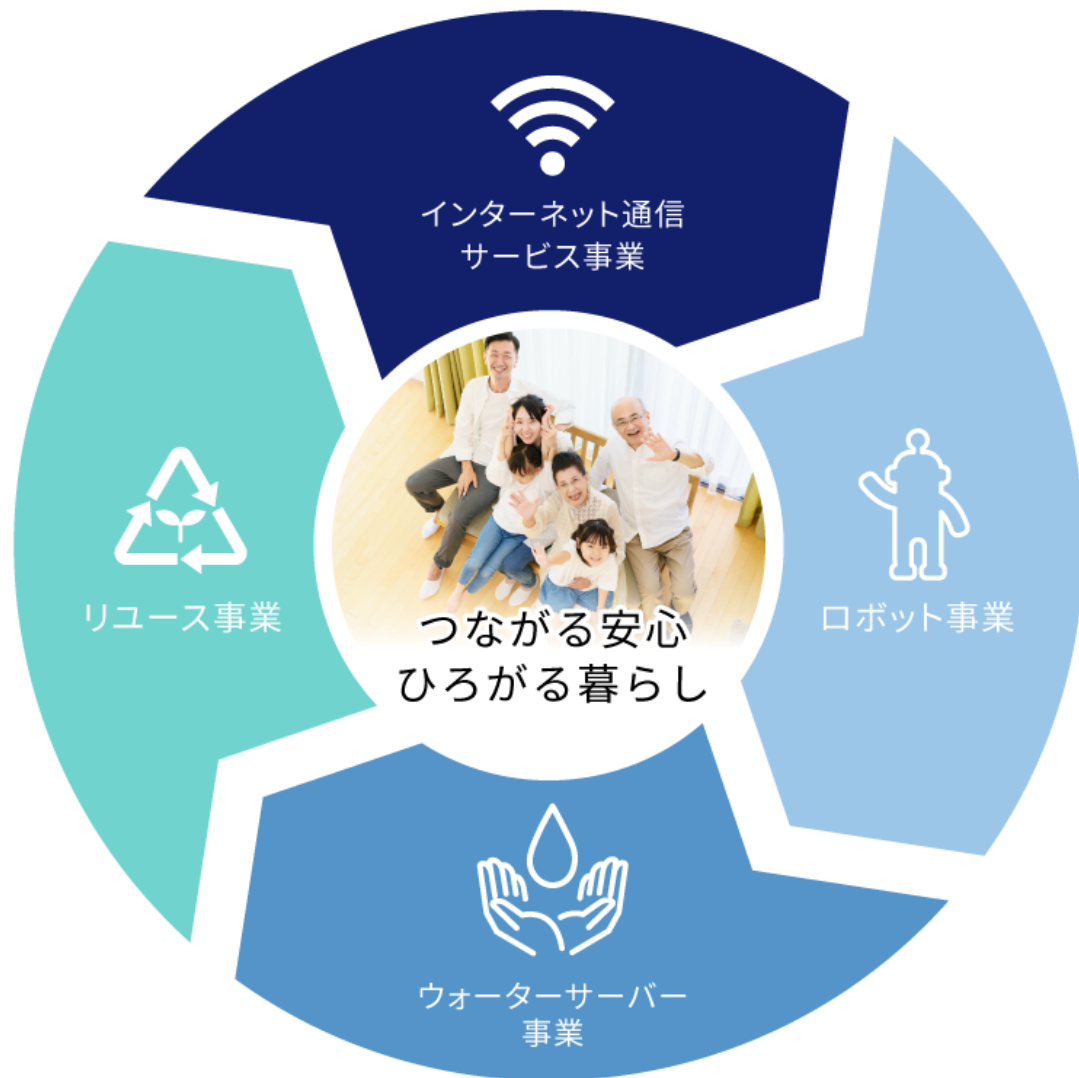 インターネット通信
サービス事業
リユース事業
ロボット事業
つながる安心
ひろがる暮らし
ウォーターサーバー
事業